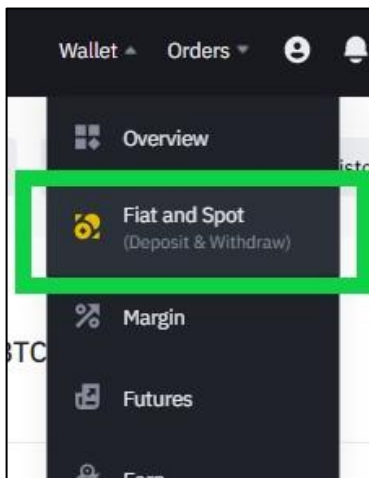 Wallet Orders
Overview
Fiat and Spot
(Deposit & Withdraw)
Margin
Futures